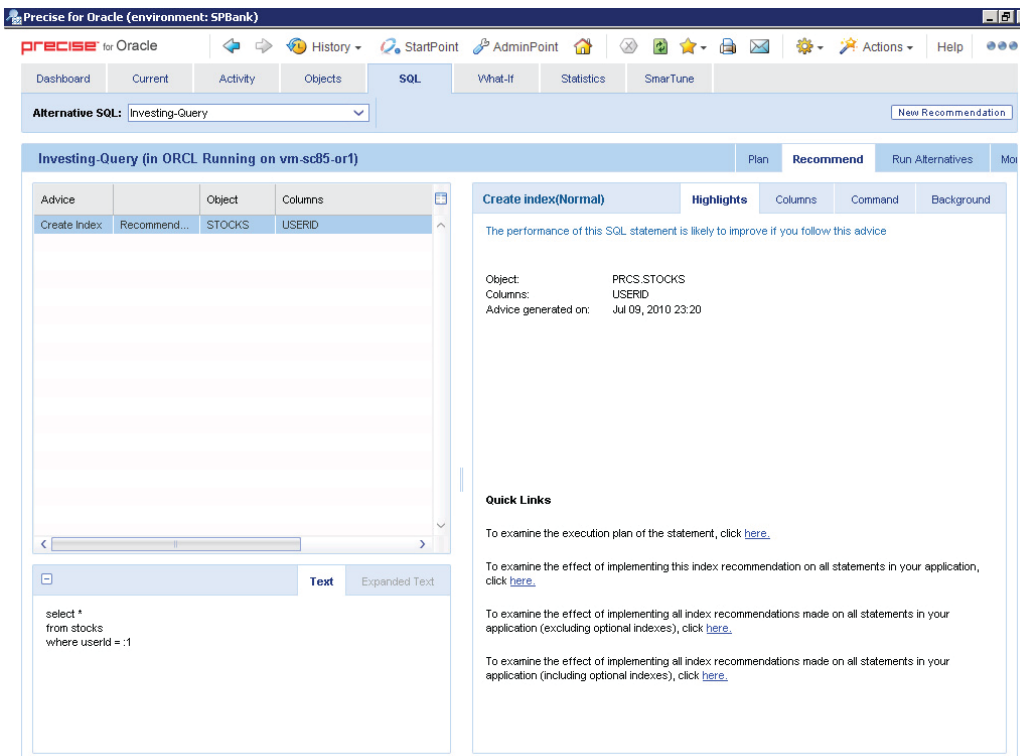 Precise for Oracle (environment: SPBank)
precise for Oracle History StartPoint AdminPoint Actions Help
Dashboard Current Activity Objects SQL What-If Statistics SmarTune
Alternative SQL: Investing-Query New Recommendation
Investing-Query (in ORCL Running on vm-sc85-or1) Plan Recommend Run Alternatives
Advice Object Columns
Create Index Recommend... STOCKS USERID
Create index(Normal) Highlights Columns Command Background
The performance of this SQL statement is likely to improve if you follow this advice
Object: PRCS.STOCKS
Columns: USERID
Advice generated on: Jul 09, 2010 23:20
Quick Links
To examine the execution plan of the statement, click here.
To examine the effect of implementing this index recommendation on all statements in your application,
click here.
To examine the effect of implementing all index recommendations made on all statements in your
application (excluding optional indexes), click here.
To examine the effect of implementing all index recommendations made on all statements in your
application (including optional indexes), click here.
Text Expanded Text
select *
from stocks
where userId = :1